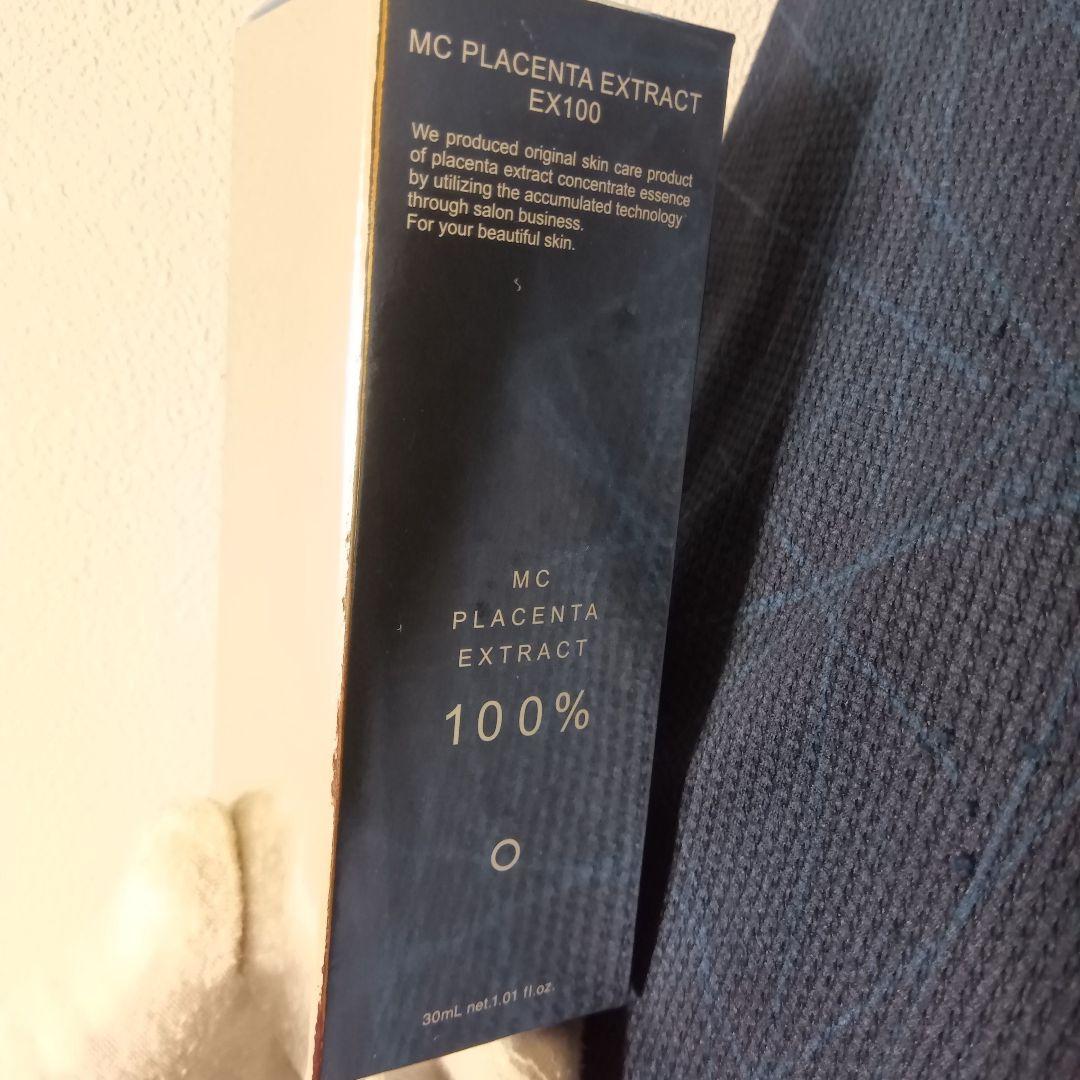 MC PLACENTA EXTRACT
EX100
We produced original skin care product
of placenta extract concentrate essence
by utilizing the accumulated technology
through salon business.
For your beautiful skin.
MC
PLACENTA
EXTRACT
100%
30mL net.1.01 fl.oz.